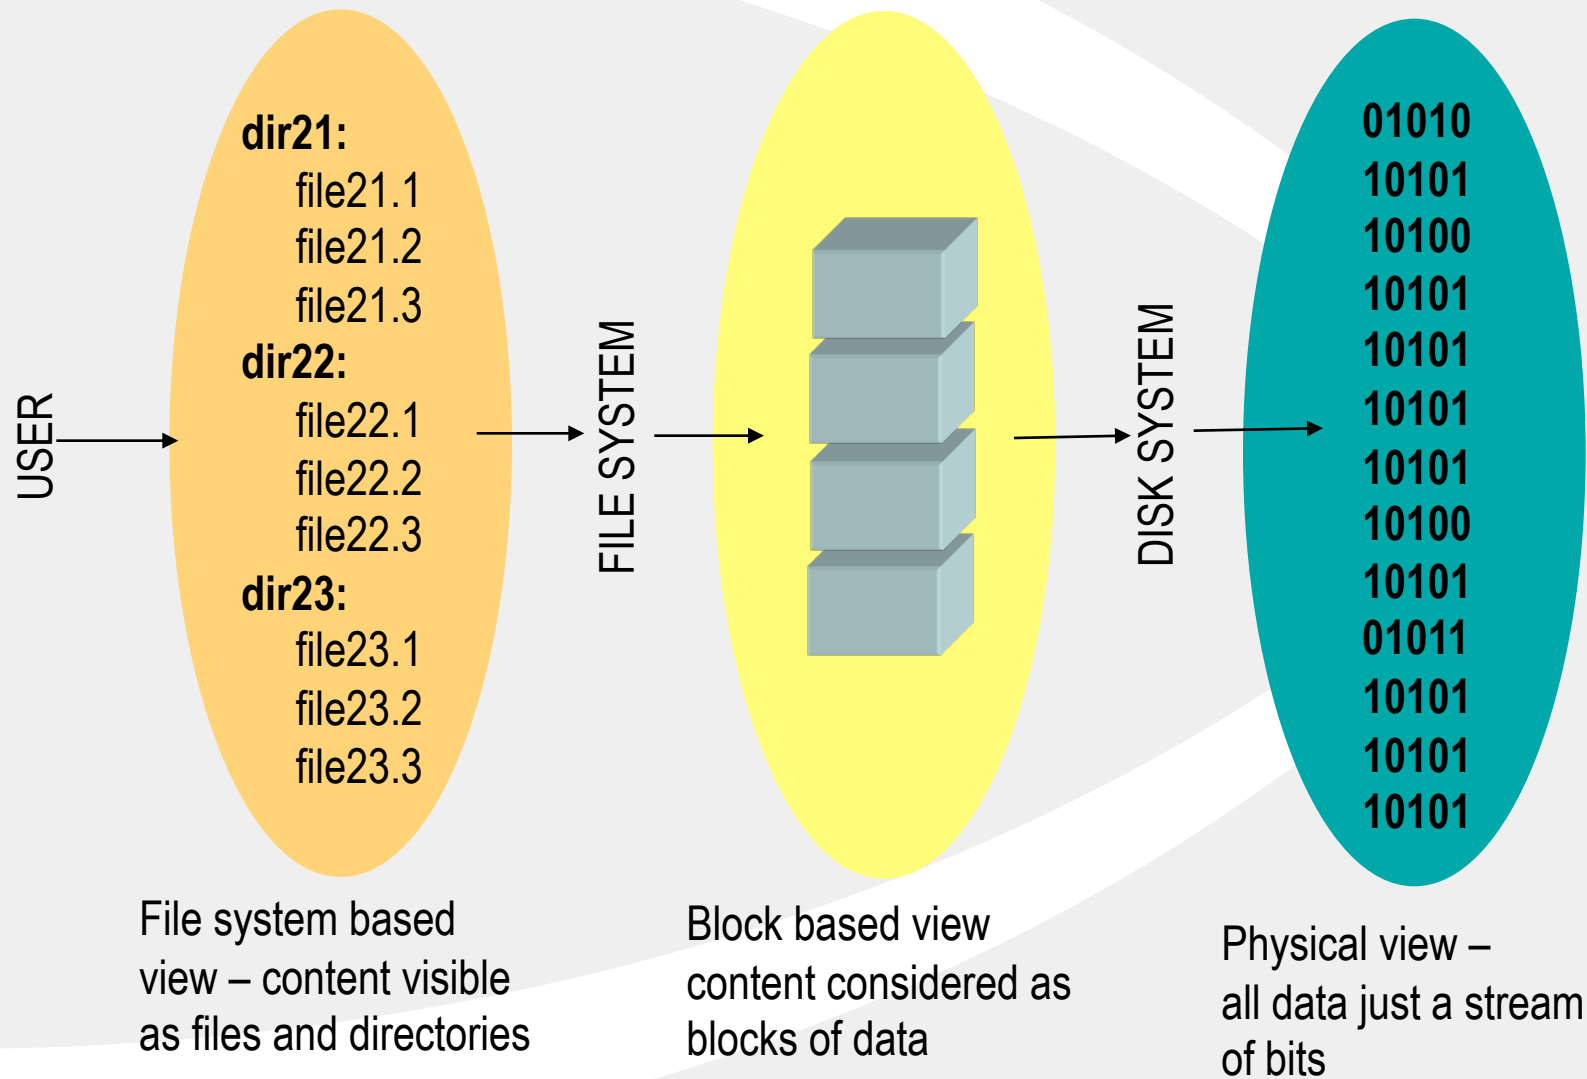 USER
dir21:
file21.1
file21.2
file21.3
dir22:
file22.1
file22.2
file22.3
dir23:
file23.1
file23.2
file23.3
File system based
view – content visible
as files and directories
FILE SYSTEM
Block based view
content considered as
blocks of data
DISK SYSTEM
01010
10101
10100
10101
10101
10101
10101
10100
10101
01011
10101
10101
10101
Physical view –
all data just a stream
of bits